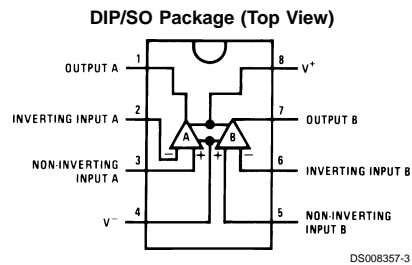 DIP/SO Package (Top View)
1
OUTPUT A
8
V+
2
INVERTING INPUT A
7
OUTPUT B
A
B
− + + −
3
NON-INVERTING
INPUT A
6
INVERTING INPUT B
4
V−
5
NON-INVERTING
INPUT B
DS008357-3